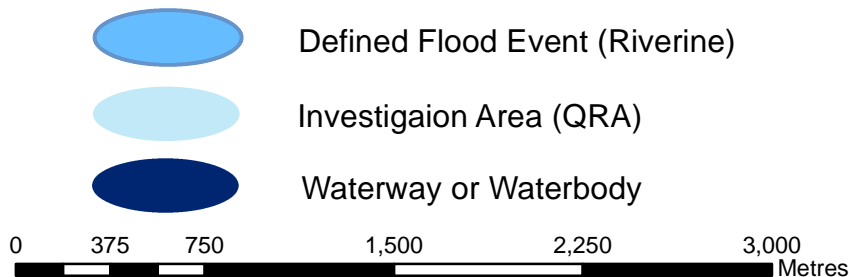 Defined Flood Event (Riverine)
Investigaion Area (QRA)
Waterway or Waterbody
0 375 750 1,500 2,250 3,000
Metres